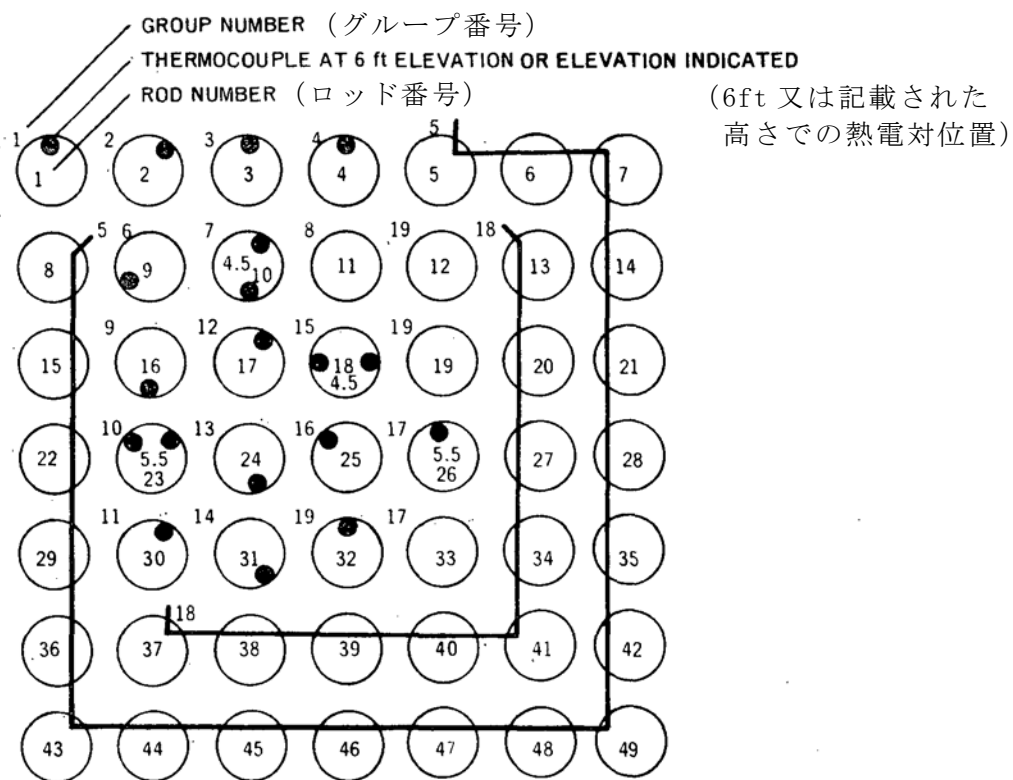 GROUP NUMBER (グループ番号)
THERMOCOUPLE AT 6 ft ELEVATION OR ELEVATION INDICATED
ROD NUMBER (ロッド番号)
(6ft 又は記載された
高さでの熱電対位置)
1 2 3 4 5
1 2 3 4 5 6 7
5 6 7 8 19 18
8 9 4.5 10 11 12 13 14
9 12 15 19
15 16 17 18 4.5 19 20 21
10 13 16 17
22 5.5 23 24 25 5.5 26 27 28
11 14 19 17
29 30 31 32 33 34 35
18
36 37 38 39 40 41 42
43 44 45 46 47 48 49